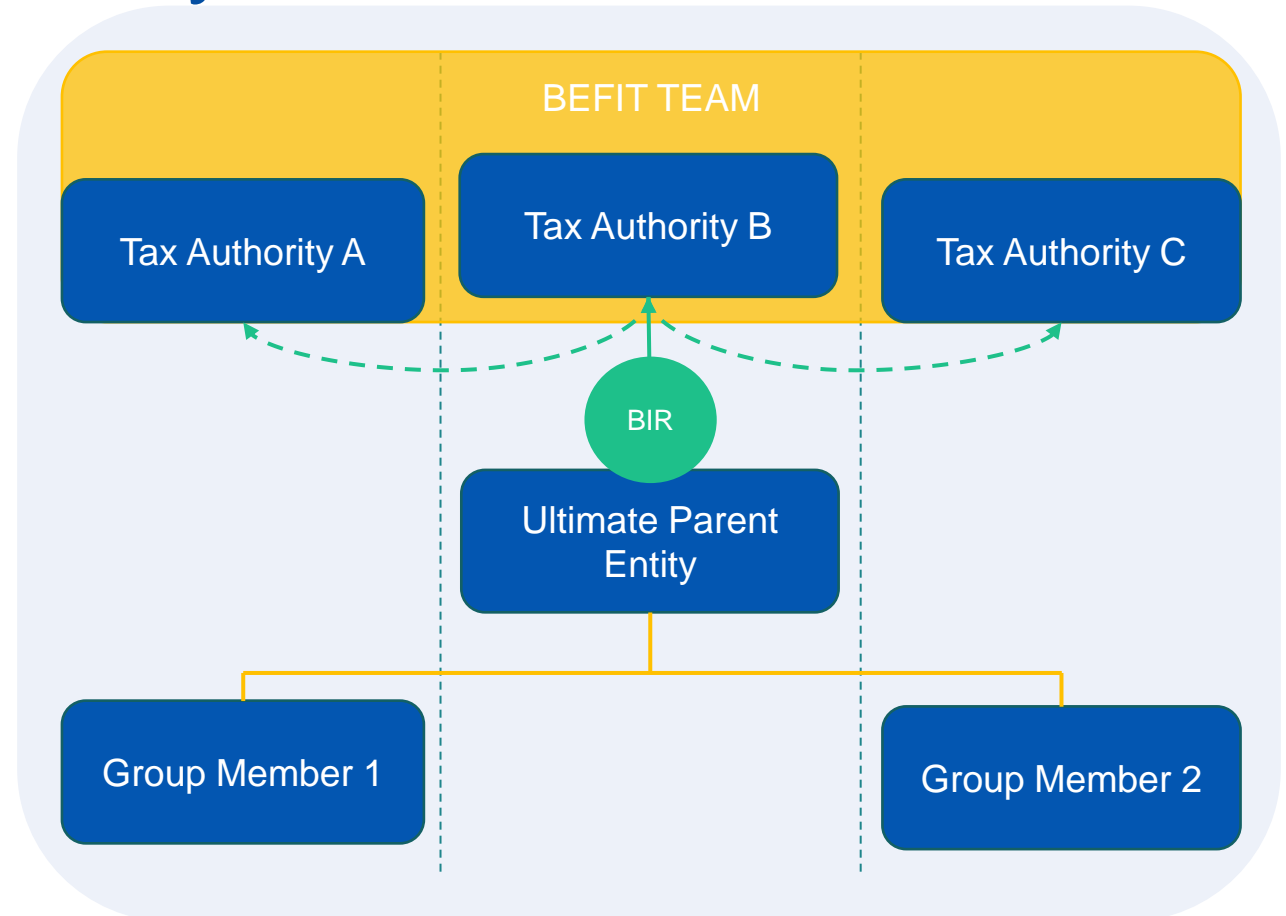 BEFIT TEAM
Tax Authority A
Tax Authority B
Tax Authority C
BIR
Ultimate Parent
Entity
Group Member 1
Group Member 2